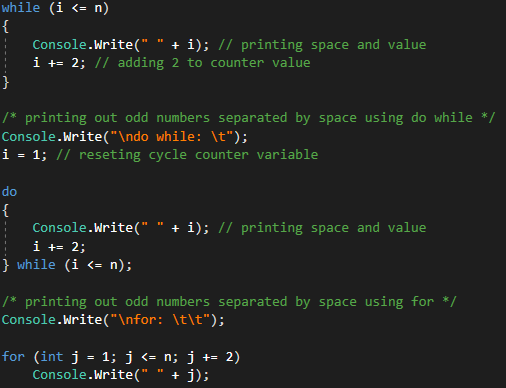 while (i <= n)
{
    Console.Write(" " + i); // printing space and value
    i += 2; // adding 2 to counter value
}

/* printing out odd numbers separated by space using do while */
Console.Write("\ndo while: \t");
i = 1; // reseting cycle counter variable

do
{
    Console.Write(" " + i); // printing space and value
    i += 2;
} while (i <= n);

/* printing out odd numbers separated by space using for */
Console.Write("\nfor: \t\t");

for (int j = 1; j <= n; j += 2)
    Console.Write(" " + j);